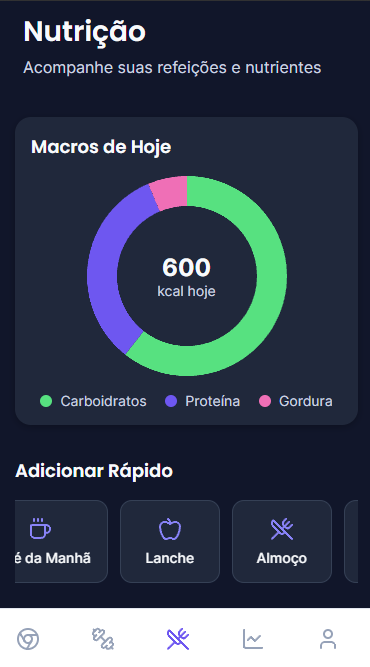 Nutrição
Acompanhe suas refeições e nutrientes
Macros de Hoje
600
kcal hoje
Carboidratos Proteína Gordura
Adicionar Rápido
é da Manhã Lanche Almoço